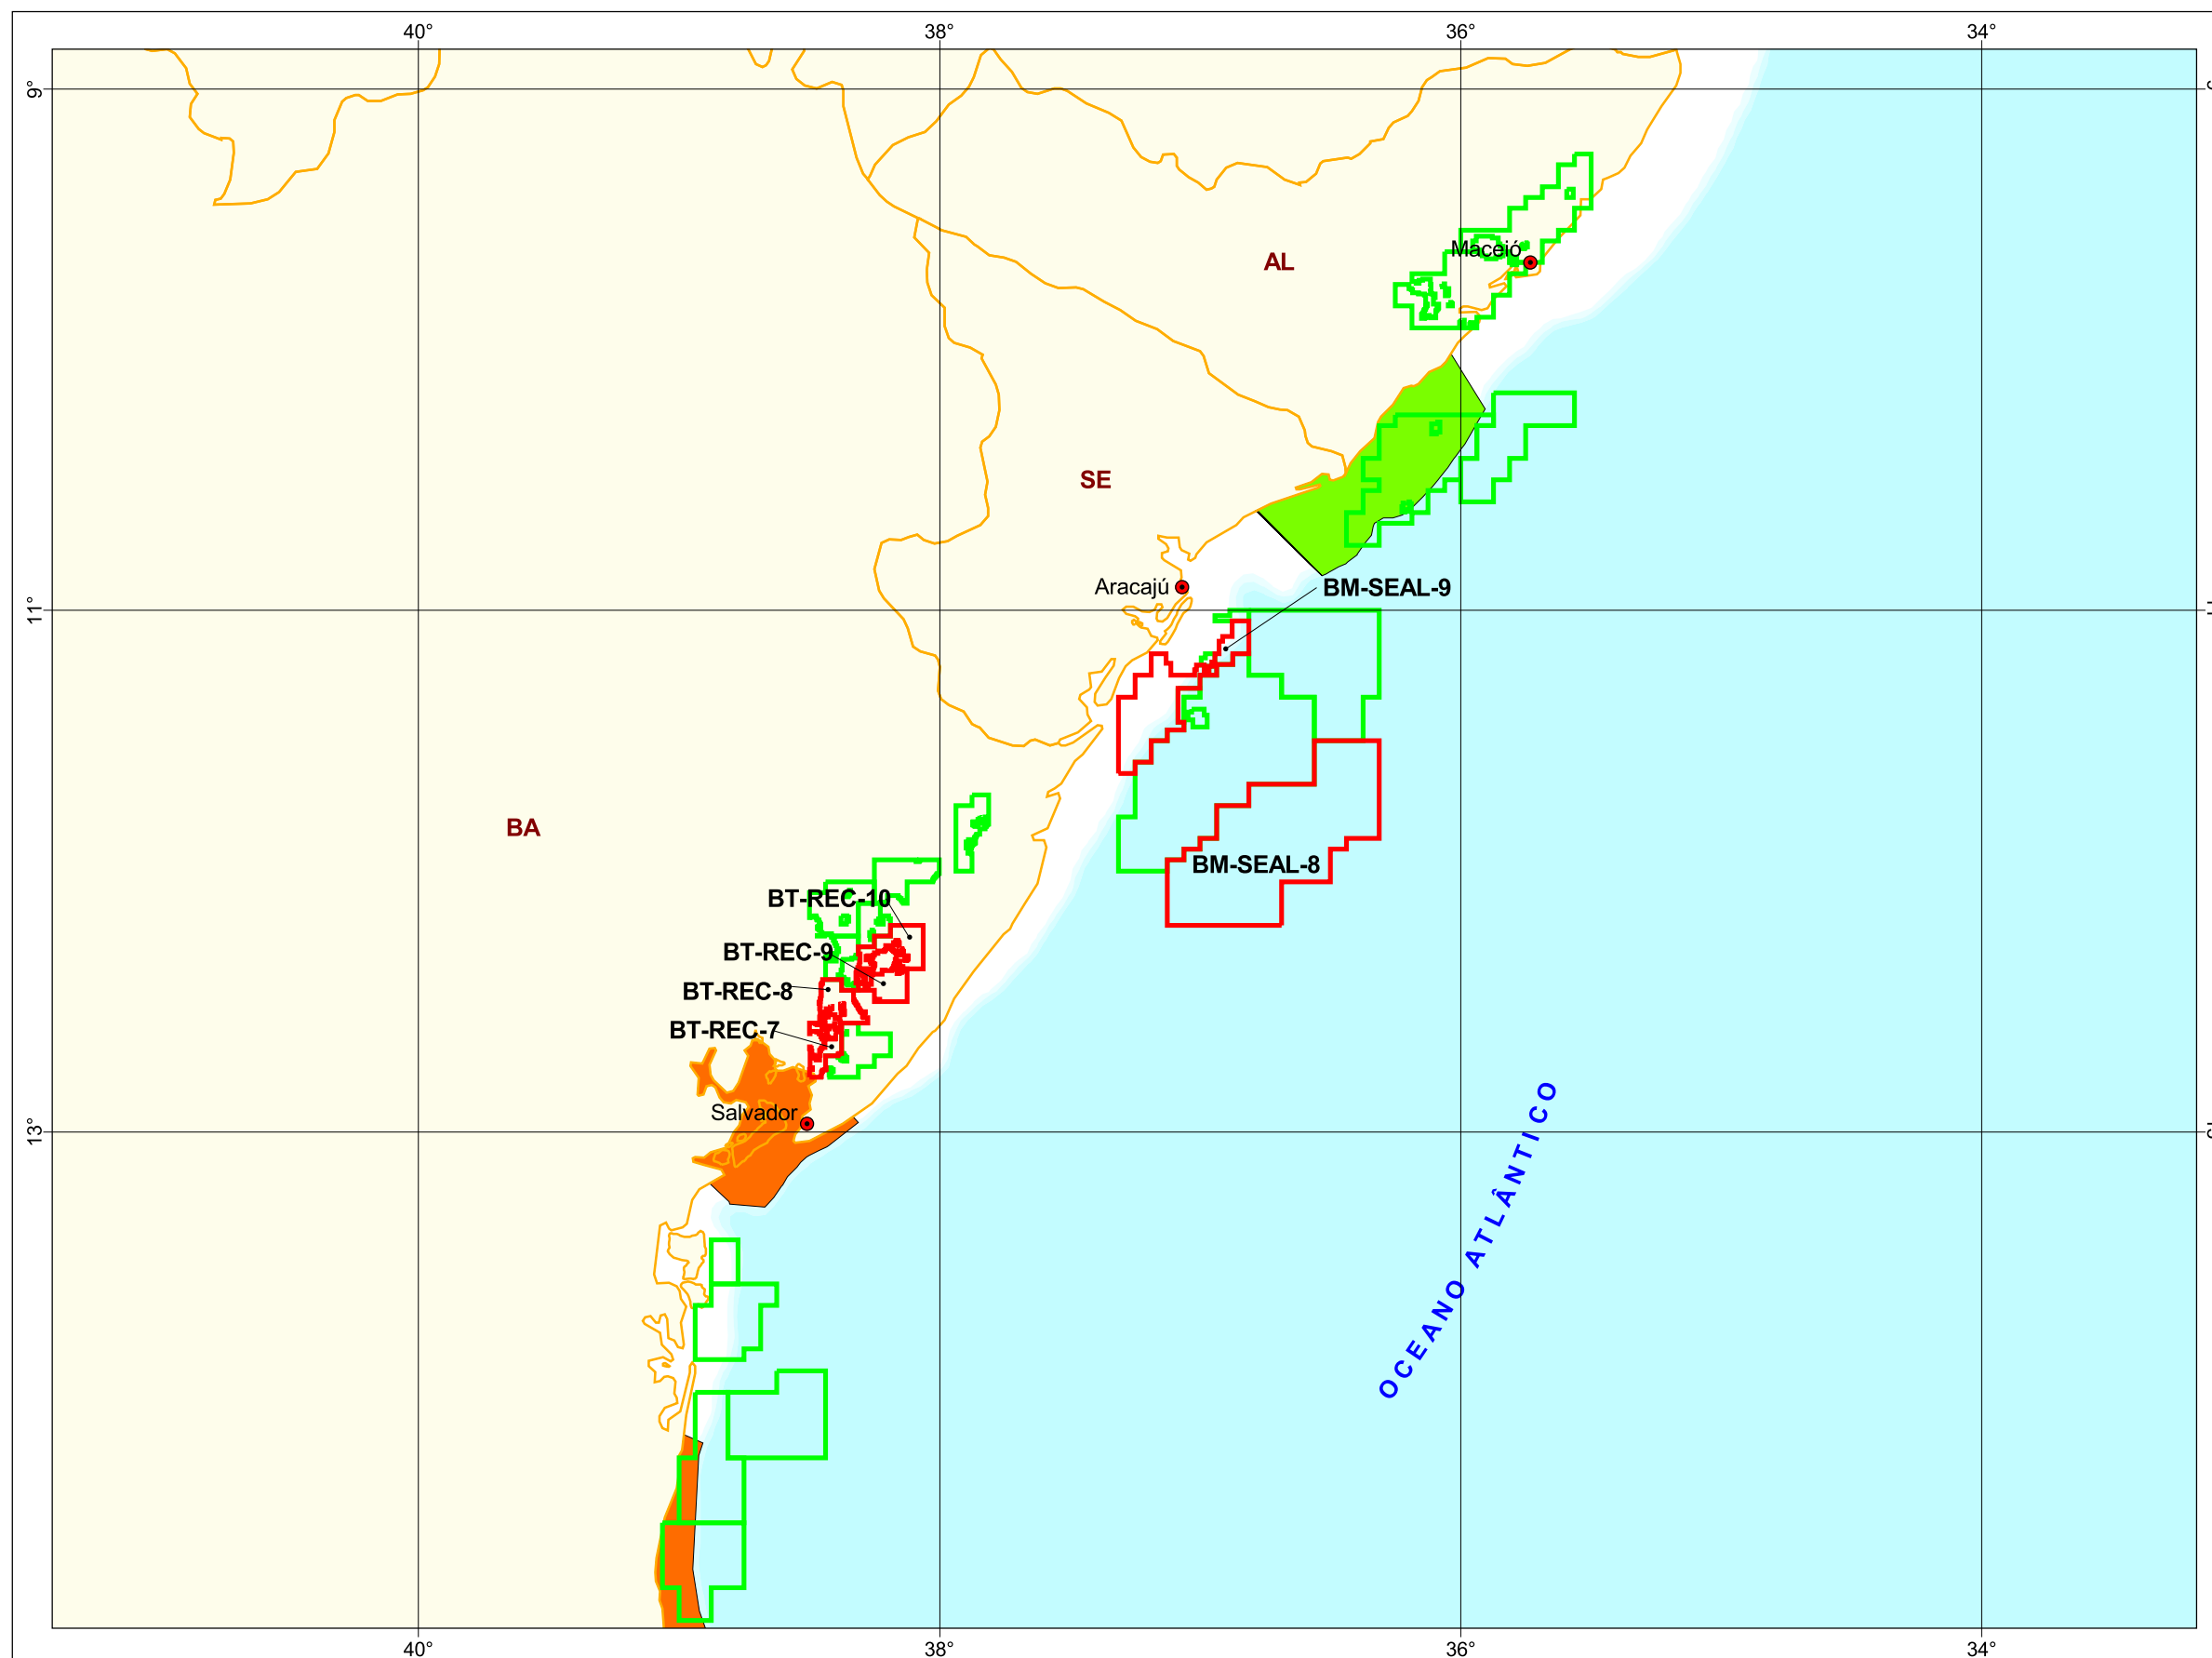 40° 38° 36° 34°
9°
Maceió
AL
SE
Aracajú
BM-SEAL-9
11°
BA
BM-SEAL-8
BT-REC-10
BT-REC-9
BT-REC-8
BT-REC-7
Salvador
13°
OCEANO ATLÂNTICO
40° 38° 36° 34°